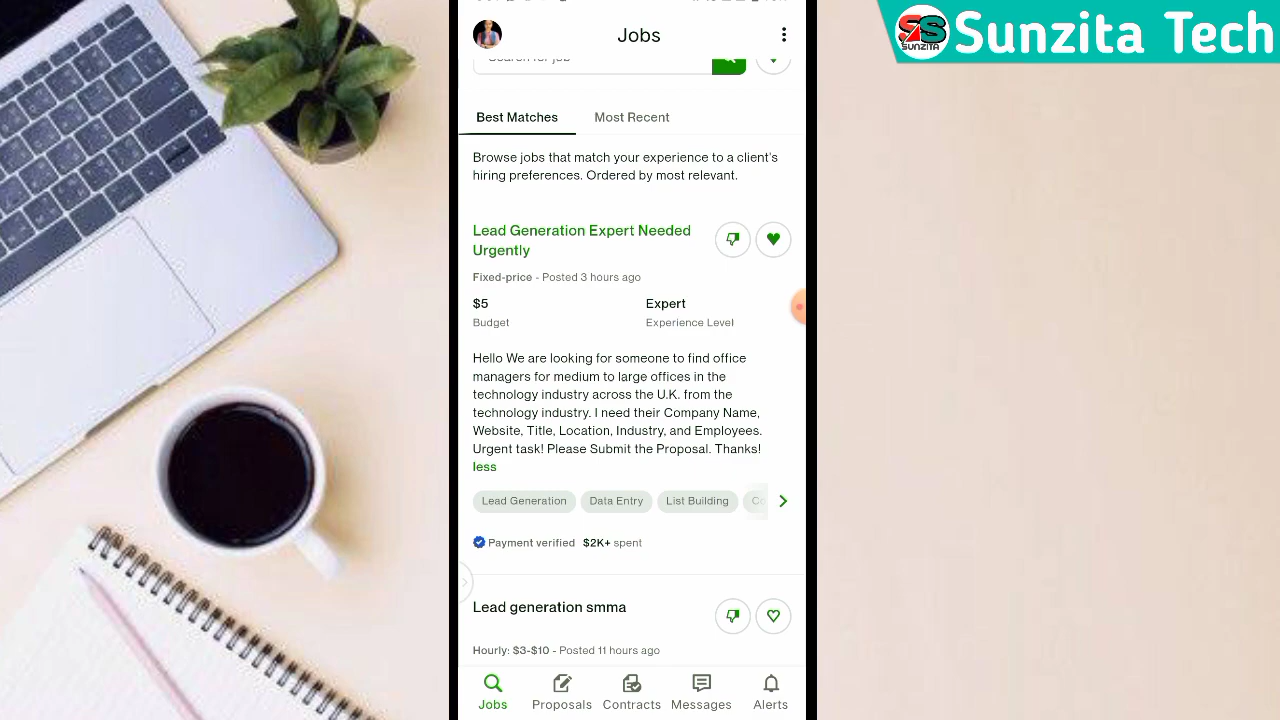 Sunzita Tech
SUNZITA
Jobs
Search for job
Best Matches Most Recent
Browse jobs that match your experience to a client's
hiring preferences. Ordered by most relevant.
Lead Generation Expert Needed
Urgently
Fixed-price - Posted 3 hours ago
$5 Expert
Budget Experience Level
Hello We are looking for someone to find office
managers for medium to large offices in the
technology industry across the U.K. from the
technology industry. I need their Company Name,
Website, Title, Location, Industry, and Employees.
Urgent task! Please Submit the Proposal. Thanks!
less
Lead Generation Data Entry List Building Co
Payment verified $2K+ spent
Lead generation smma
Hourly: $3-$10 - Posted 11 hours ago
Jobs Proposals Contracts Messages Alerts